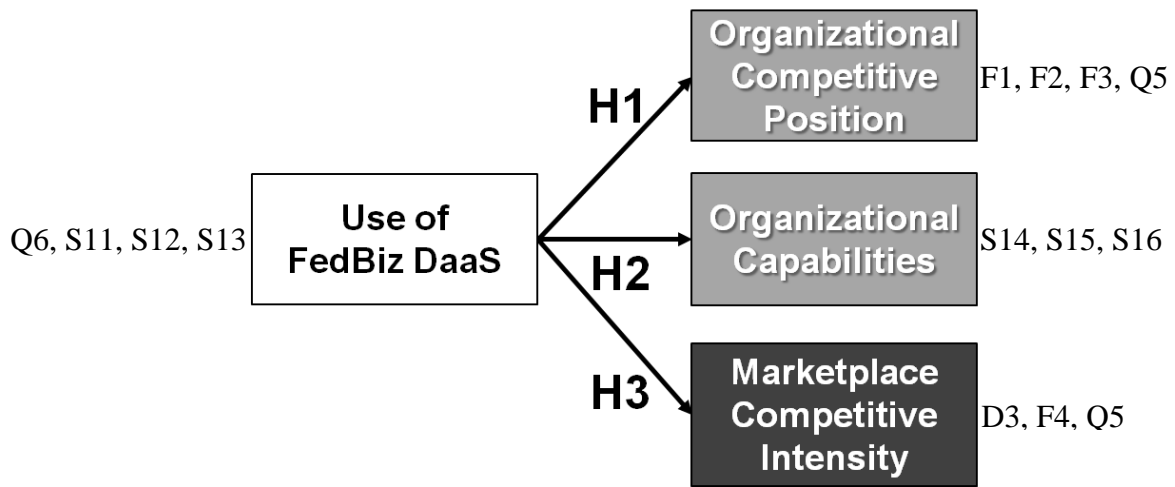 Organizational
Competitive
Position
F1, F2, F3, Q5
H1
Q6, S11, S12, S13
Use of
FedBiz DaaS
Organizational
Capabilities
S14, S15, S16
H2
H3
Marketplace
Competitive
Intensity
D3, F4, Q5